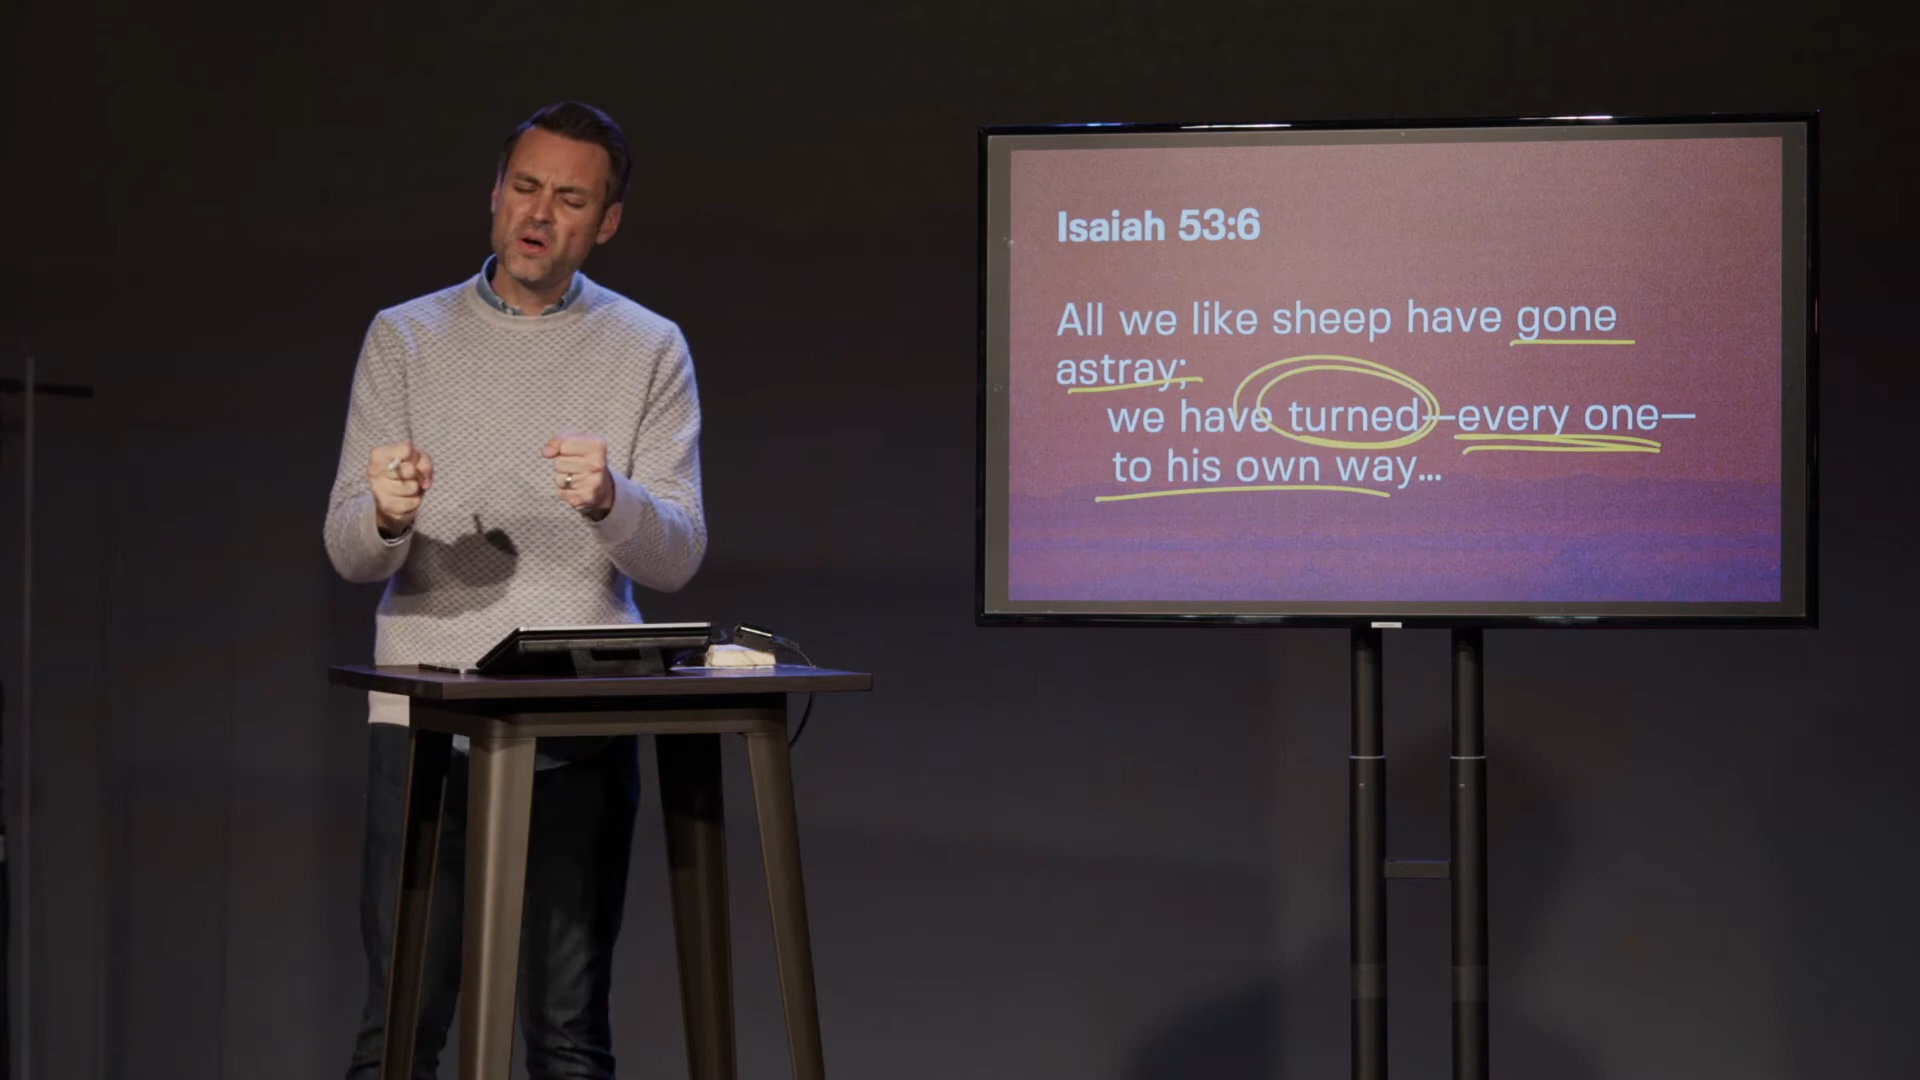 Isaiah 53:6
All we like sheep have gone
astray;
we have turned—every one—
to his own way...